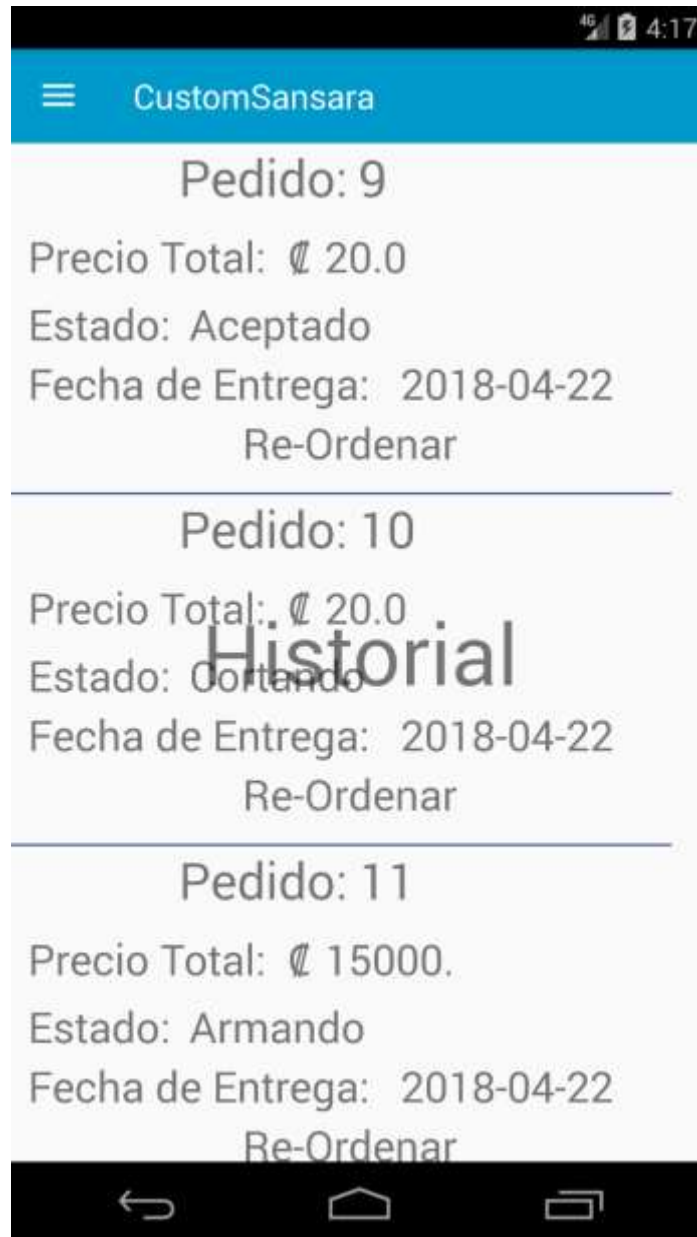 4G 4:17
CustomSansara
Pedido: 9
Precio Total: ₡ 20.0
Estado: Aceptado
Fecha de Entrega: 2018-04-22
Re-Ordenar
Pedido: 10
Precio Total: ₡ 20.0
Historial
Estado: Cortando
Fecha de Entrega: 2018-04-22
Re-Ordenar
Pedido: 11
Precio Total: ₡ 15000.
Estado: Armando
Fecha de Entrega: 2018-04-22
Re-Ordenar